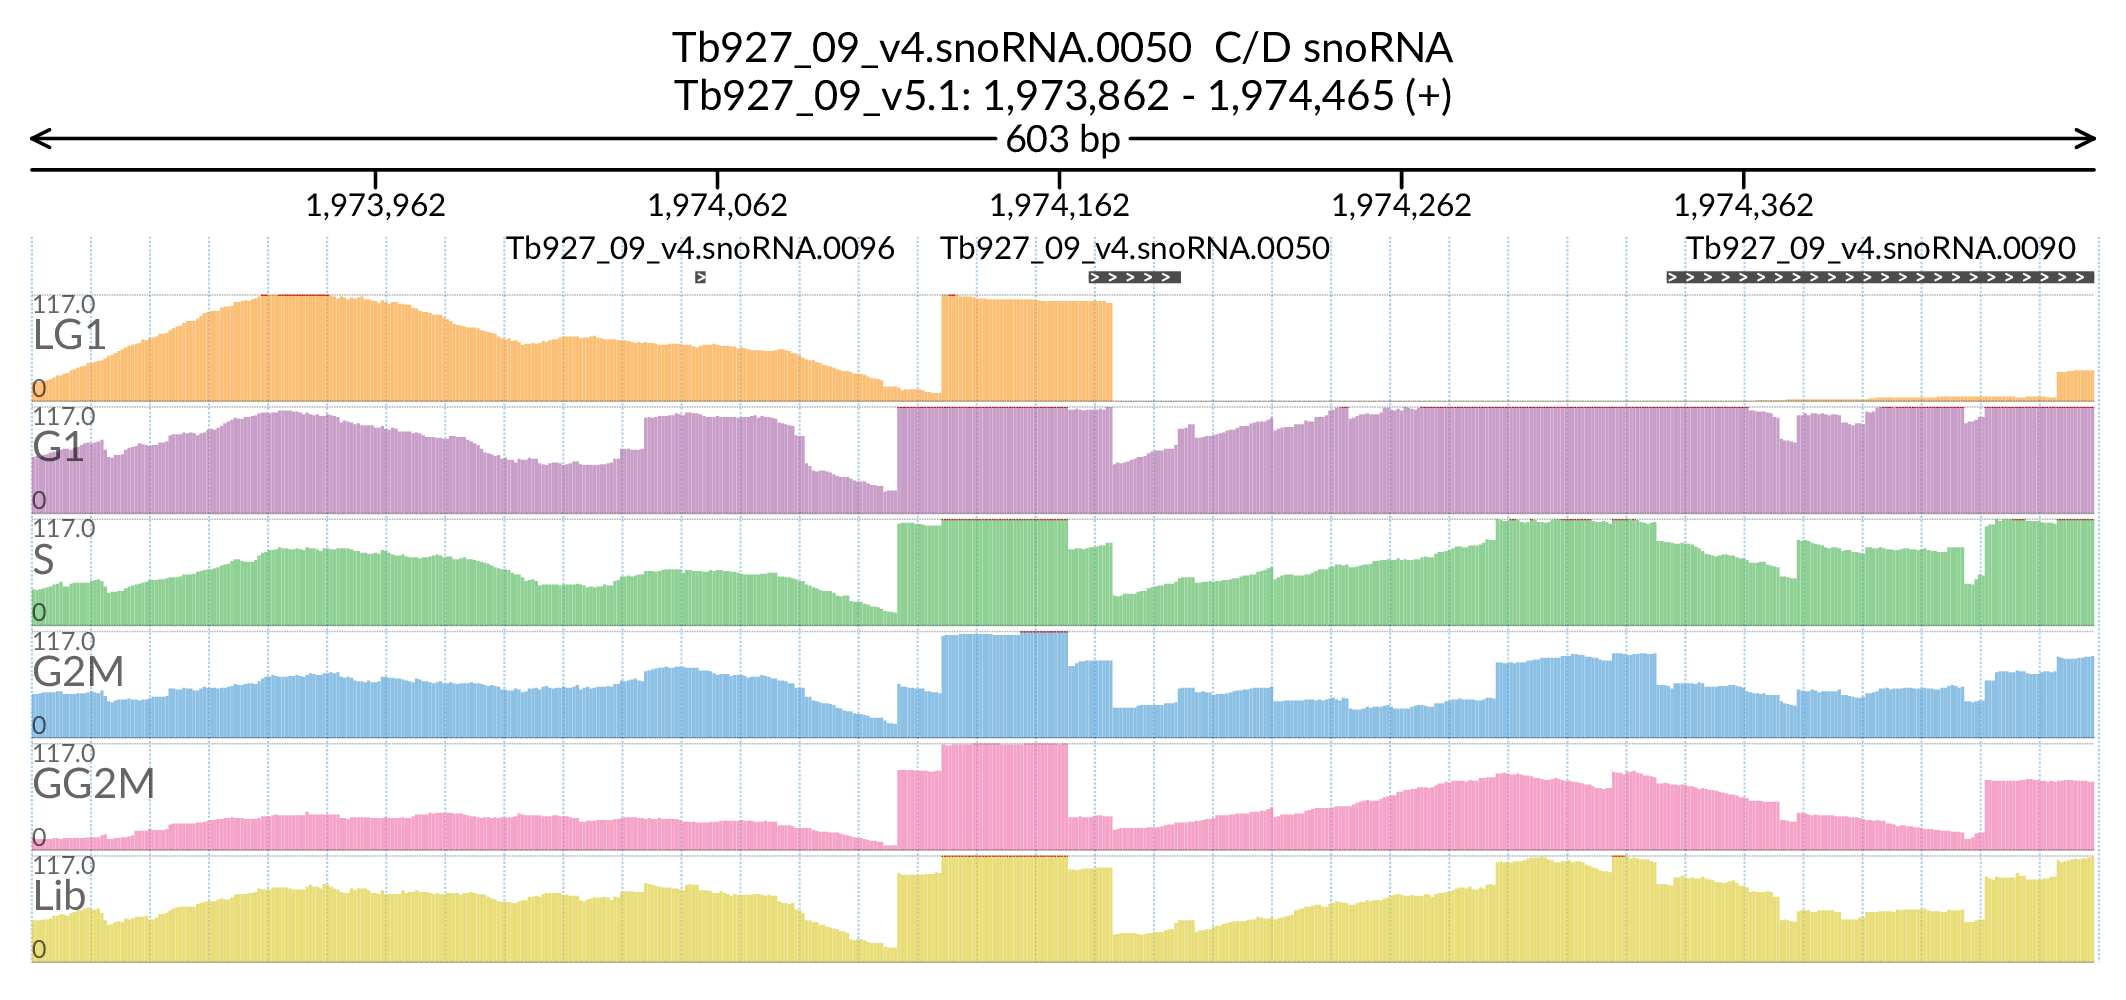 Tb927_09_v4.snoRNA.0050  C/D snoRNA
Tb927_09_v5.1: 1,973,862 - 1,974,465 (+)
603 bp
1,973,962 1,974,062 1,974,162 1,974,262 1,974,362
Tb927_09_v4.snoRNA.0096 Tb927_09_v4.snoRNA.0050 Tb927_09_v4.snoRNA.0090
117.0
LG1
0
117.0
G1
0
117.0
S
0
117.0
G2M
0
117.0
GG2M
0
117.0
Lib
0